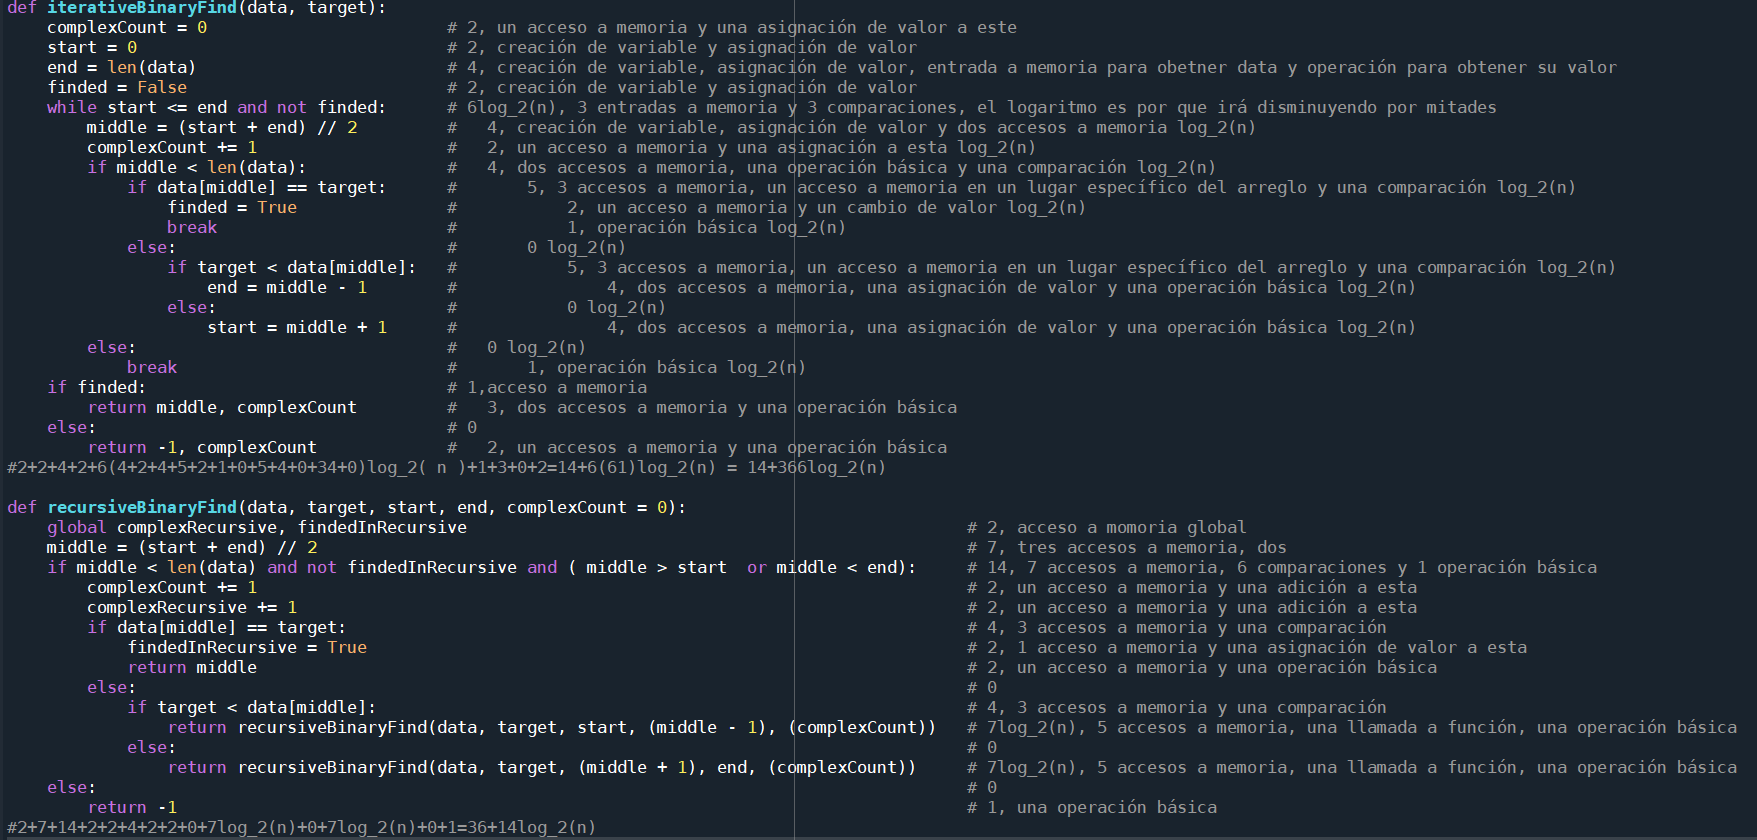 def iterativeBinaryFind(data, target):
    complexCount = 0                        # 2, un acceso a memoria y una asignación de valor a este
    start = 0                               # 2, creación de variable y asignación de valor
    end = len(data)                         # 4, creación de variable, asignación de valor, entrada a memoria para obetner data y operación para obtener su valor
    finded = False                          # 2, creación de variable y asignación de valor
    while start <= end and not finded:      # 6log_2(n), 3 entradas a memoria y 3 comparaciones, el logaritmo es por que irá disminuyendo por mitades
        middle = (start + end) // 2         #   4, creación de variable, asignación de valor y dos accesos a memoria log_2(n)
        complexCount += 1                   #   2, un acceso a memoria y una asignación a esta log_2(n)
        if middle < len(data):              #   4, dos accesos a memoria, una operación básica y una comparación log_2(n)
            if data[middle] == target:      #       5, 3 accesos a memoria, un acceso a memoria en un lugar específico del arreglo y una comparación log_2(n)
                finded = True               #           2, un acceso a memoria y un cambio de valor log_2(n)
                break                       #           1, operación básica log_2(n)
            else:                           #       0 log_2(n)
                if target < data[middle]:   #           5, 3 accesos a memoria, un acceso a memoria en un lugar específico del arreglo y una comparación log_2(n)
                    end = middle - 1        #               4, dos accesos a memoria, una asignación de valor y una operación básica log_2(n)
                else:                       #           0 log_2(n)
                    start = middle + 1      #               4, dos accesos a memoria, una asignación de valor y una operación básica log_2(n)
        else:                               #   0 log_2(n)
            break                           #       1, operación básica log_2(n)
    if finded:                              # 1,acceso a memoria
        return middle, complexCount         #   3, dos accesos a memoria y una operación básica
    else:                                   # 0
        return -1, complexCount             #   2, un accesos a memoria y una operación básica
#2+2+4+2+6(4+2+4+5+2+1+0+5+4+0+34+0)log_2( n )+1+3+0+2=14+6(61)log_2(n) = 14+366log_2(n)
def recursiveBinaryFind(data, target, start, end, complexCount = 0):
    global complexRecursive, findedInRecursive                                                  # 2, acceso a momoria global
    middle = (start + end) // 2                                                                 # 7, tres accesos a memoria, dos
    if middle < len(data) and not findedInRecursive and ( middle > start  or middle < end):     # 14, 7 accesos a memoria, 6 comparaciones y 1 operación básica
        complexCount += 1                                                                       # 2, un acceso a memoria y una adición a esta
        complexRecursive += 1                                                                   # 2, un acceso a memoria y una adición a esta
        if data[middle] == target:                                                              # 4, 3 accesos a memoria y una comparación
            findedInRecursive = True                                                            # 2, 1 acceso a memoria y una asignación de valor a esta
            return middle                                                                       # 2, un acceso a memoria y una operación básica
        else:                                                                                   # 0
            if target < data[middle]:                                                           # 4, 3 accesos a memoria y una comparación
                return recursiveBinaryFind(data, target, start, (middle - 1), (complexCount))   # 7log_2(n), 5 accesos a memoria, una llamada a función, una operación básica
            else:                                                                               # 0
                return recursiveBinaryFind(data, target, (middle + 1), end, (complexCount))     # 7log_2(n), 5 accesos a memoria, una llamada a función, una operación básica
    else:                                                                                       # 0
        return -1                                                                               # 1, una operación básica
#2+7+14+2+2+4+2+2+0+7log_2(n)+0+7log_2(n)+0+1=36+14log_2(n)